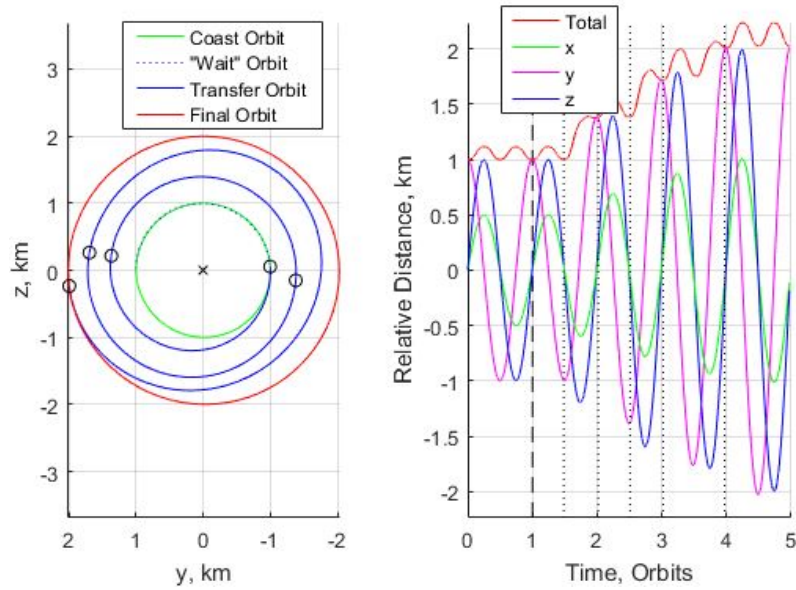 Coast Orbit
"Wait" Orbit
Transfer Orbit
Final Orbit
3
2
1
0
-1
-2
-3
z, km
2
1
0
-1
-2
y, km
Total
x
y
z
2
1.5
1
0.5
0
-0.5
-1
-1.5
-2
Relative Distance, km
0
1
2
3
4
5
Time, Orbits